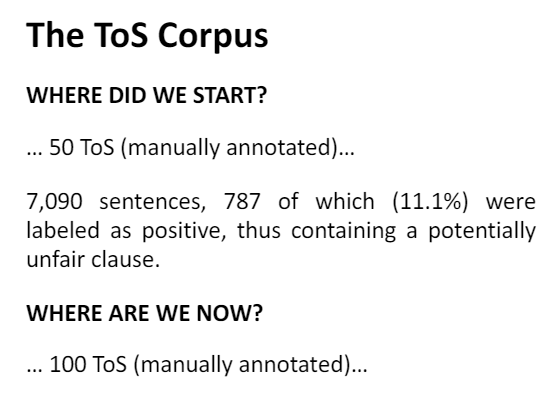 The ToS Corpus
WHERE DID WE START?
... 50 ToS (manually annotated)...
7,090 sentences, 787 of which (11.1%) were
labeled as positive, thus containing a potentially
unfair clause.
WHERE ARE WE NOW?
... 100 ToS (manually annotated)...